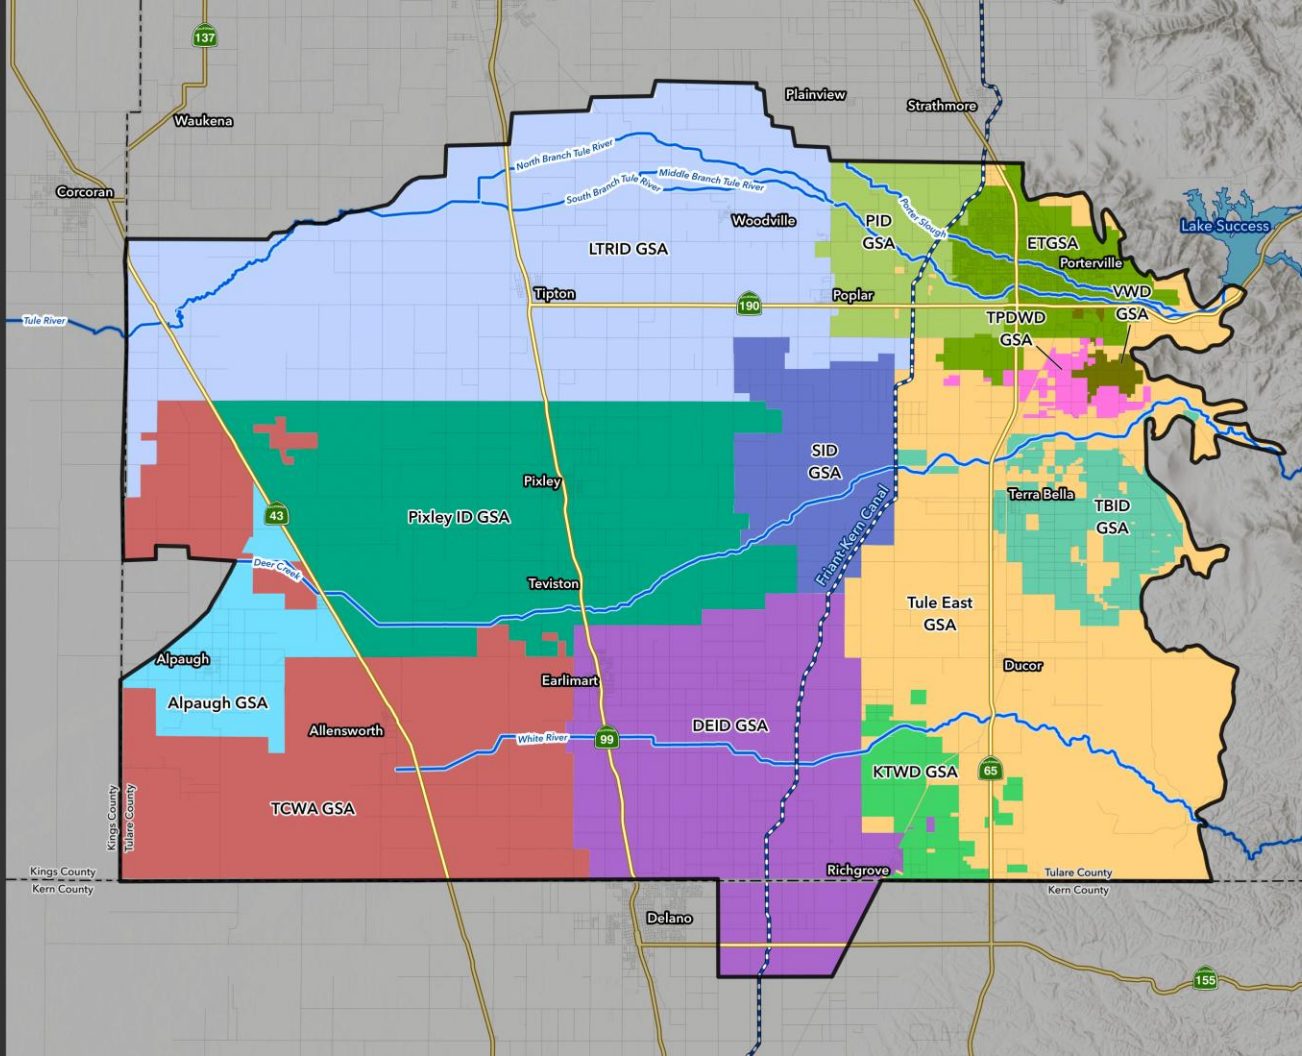 137
Waukena
Plainview
Strathmore
Corcoran
North Branch Tule River
South Branch Tule River
Middle Branch Tule River
Porter Slough
Woodville
PID
GSA
Lake Success
LTRID GSA
ETGSA
Porterville
Tipton
190
Poplar
VWD
GSA
TPDWD
GSA
Tule River
SID
GSA
Pixley
Terra Bella
TBID
GSA
43
Pixley ID GSA
Friant-Kern Canal
Deer Creek
Teviston
Tule East
GSA
Alpaugh
Ducor
Earlimart
Alpaugh GSA
Allensworth
DEID GSA
White River
99
KTWD GSA
65
TCWA GSA
Kings County
Tulare County
Richgrove
Kings County
Kern County
Tulare County
Kern County
Delano
155